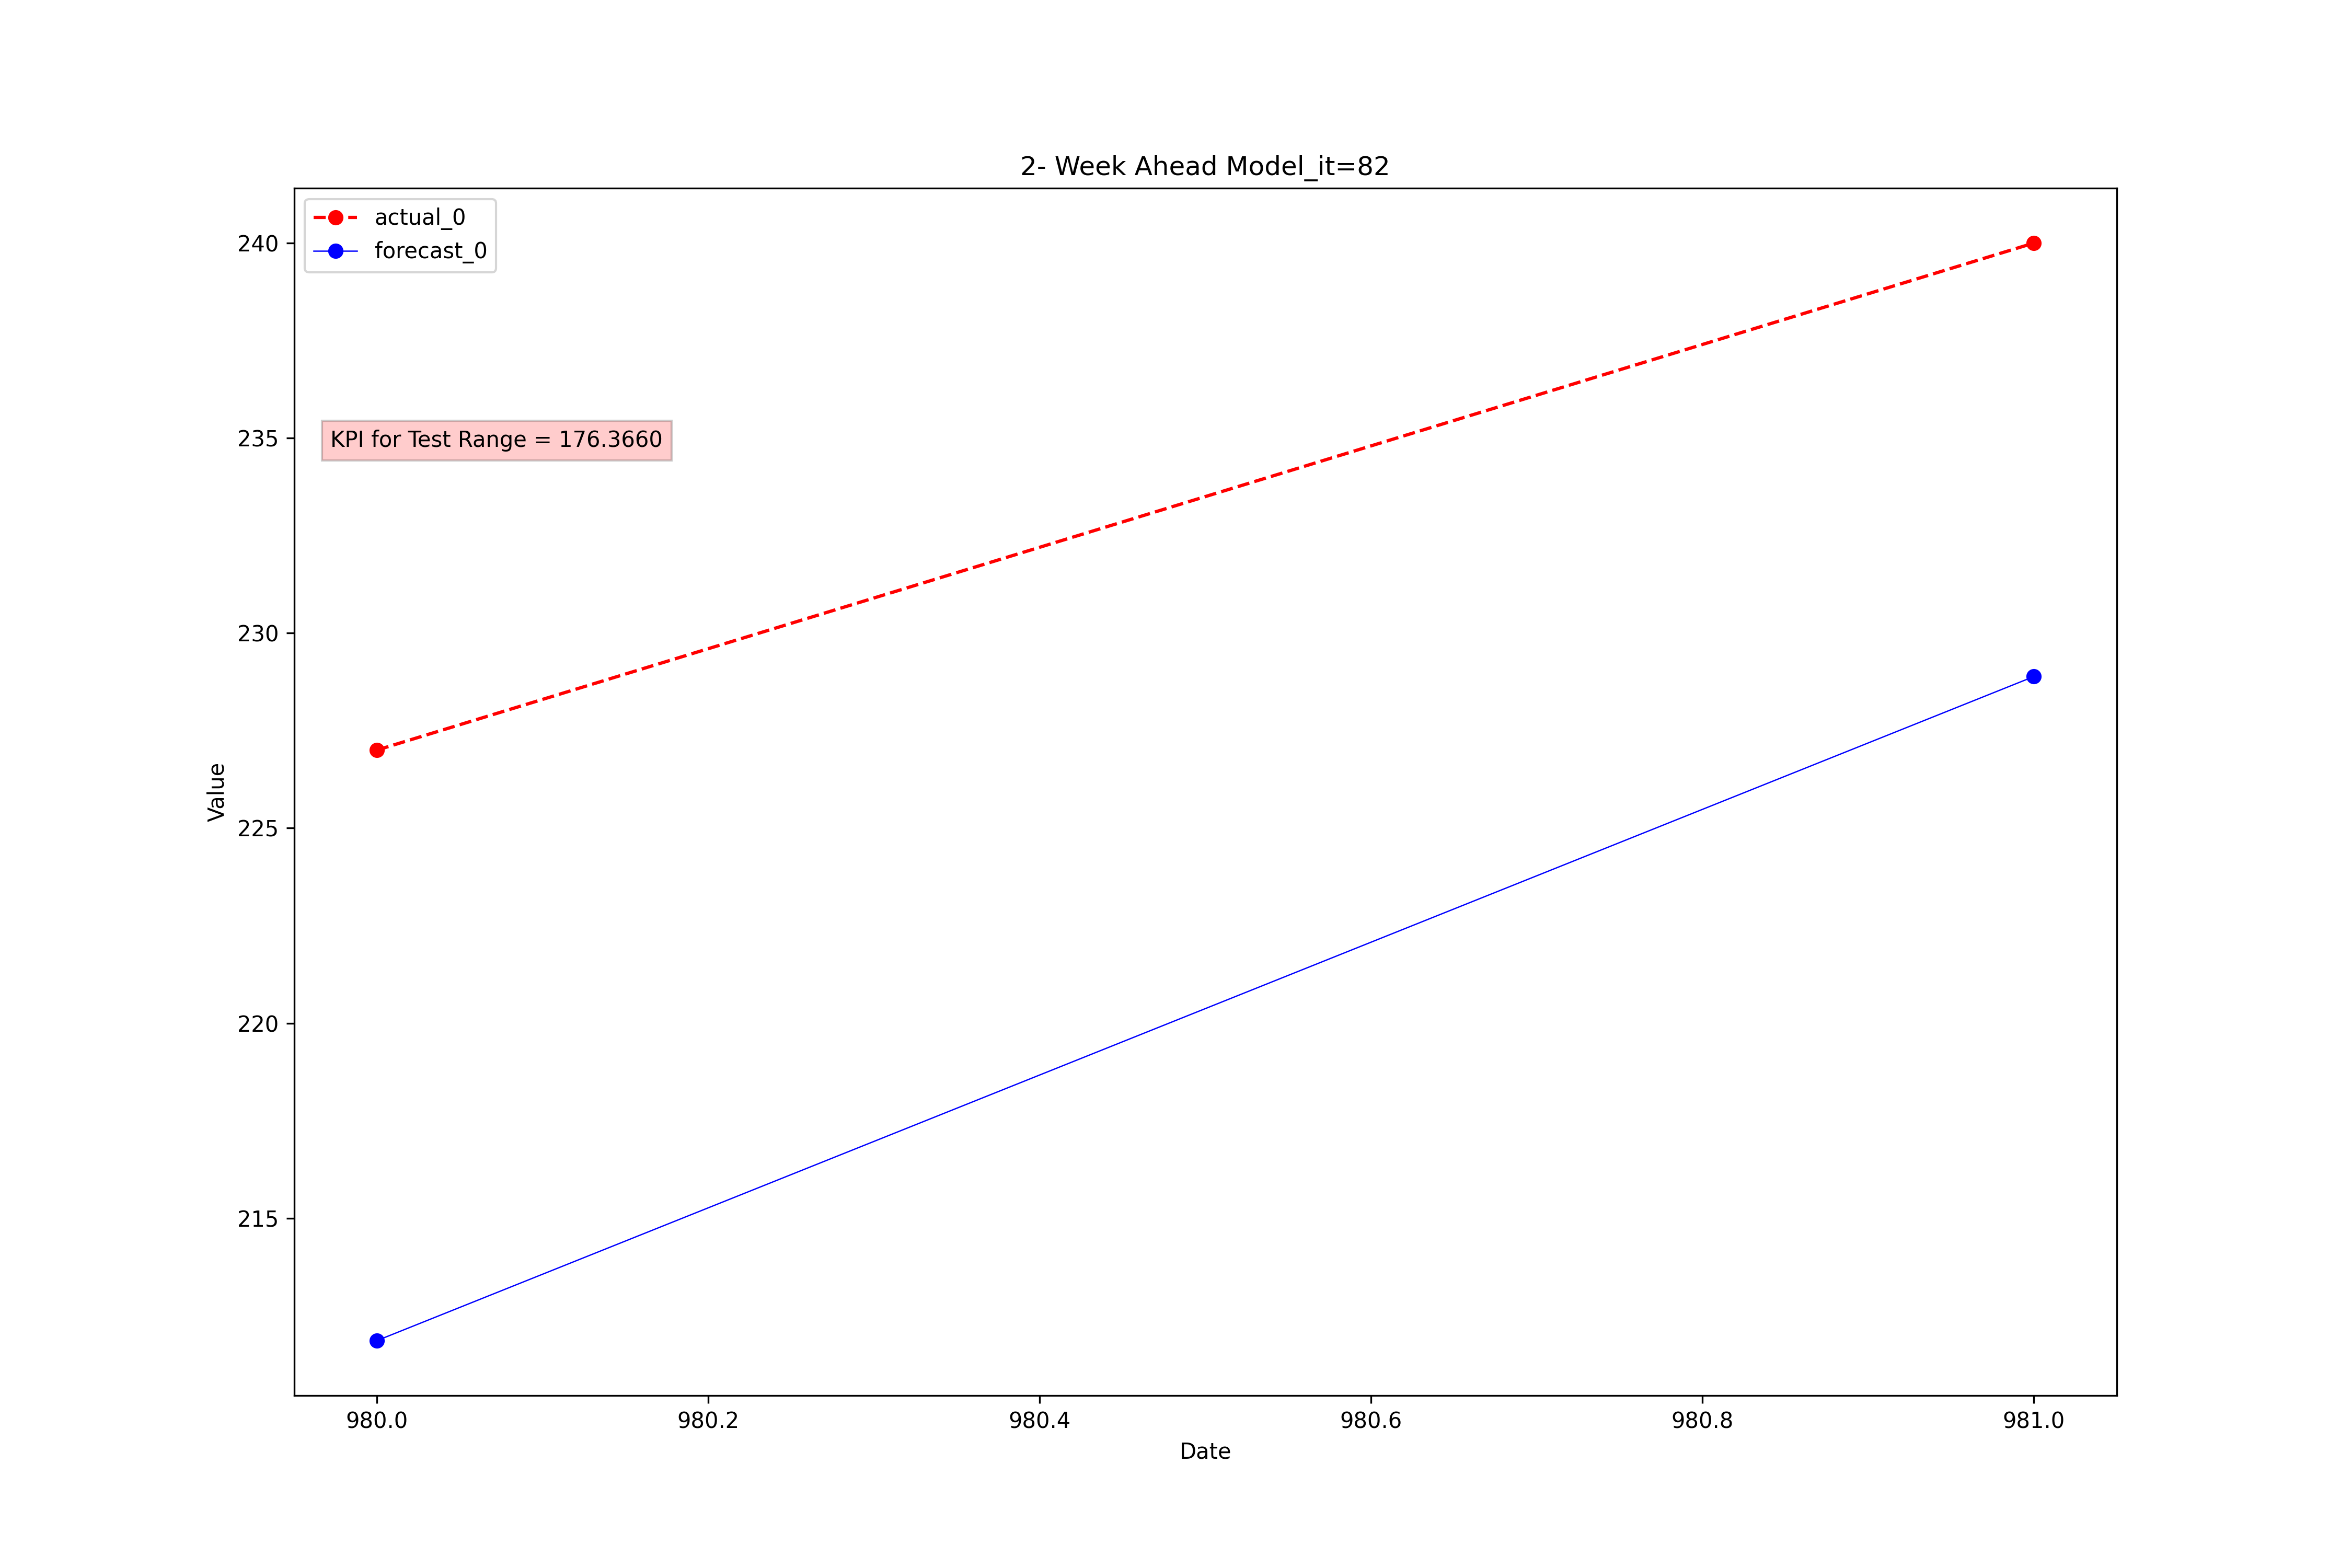 2- Week Ahead Model_it=82
actual_0
forecast_0
KPI for Test Range = 176.3660
Value
240
235
230
225
220
215
980.0 980.2 980.4 980.6 980.8 981.0
Date